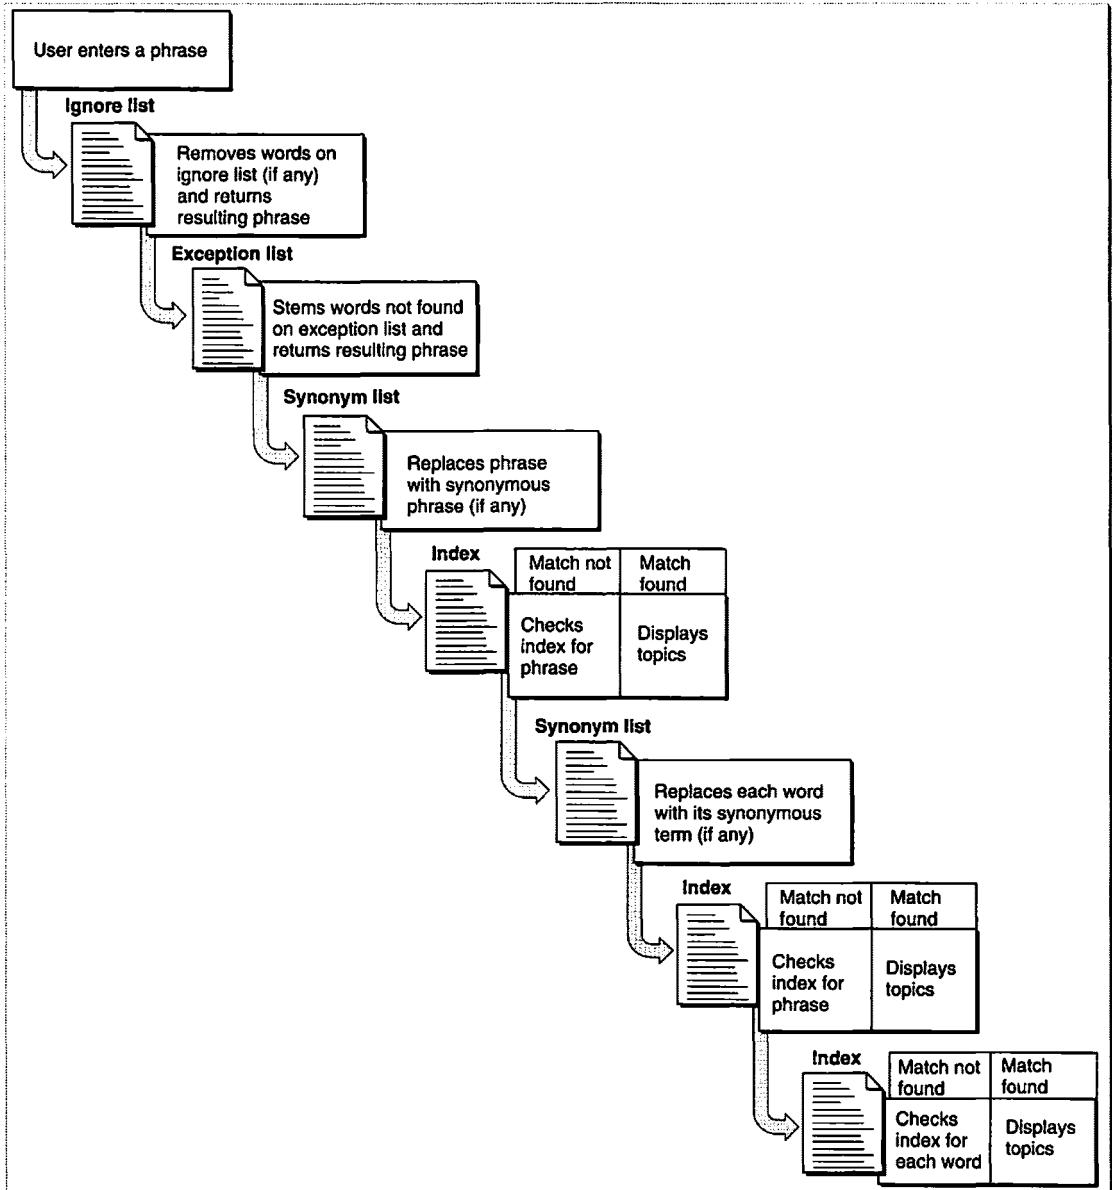 User enters a phrase
Ignore list
Removes words on
ignore list (if any)
and returns
resulting phrase
Exception list
Stems words not found
on exception list and
returns resulting phrase
Synonym list
Replaces phrase
with synonymous
phrase (if any)
Index
Match not
found
Match
found
Checks
index for
phrase
Displays
topics
Synonym list
Replaces each word
with its synonymous
term (if any)
Index
Match not
found
Match
found
Checks
index for
phrase
Displays
topics
Index
Match not
found
Match
found
Checks
index for
each word
Displays
topics